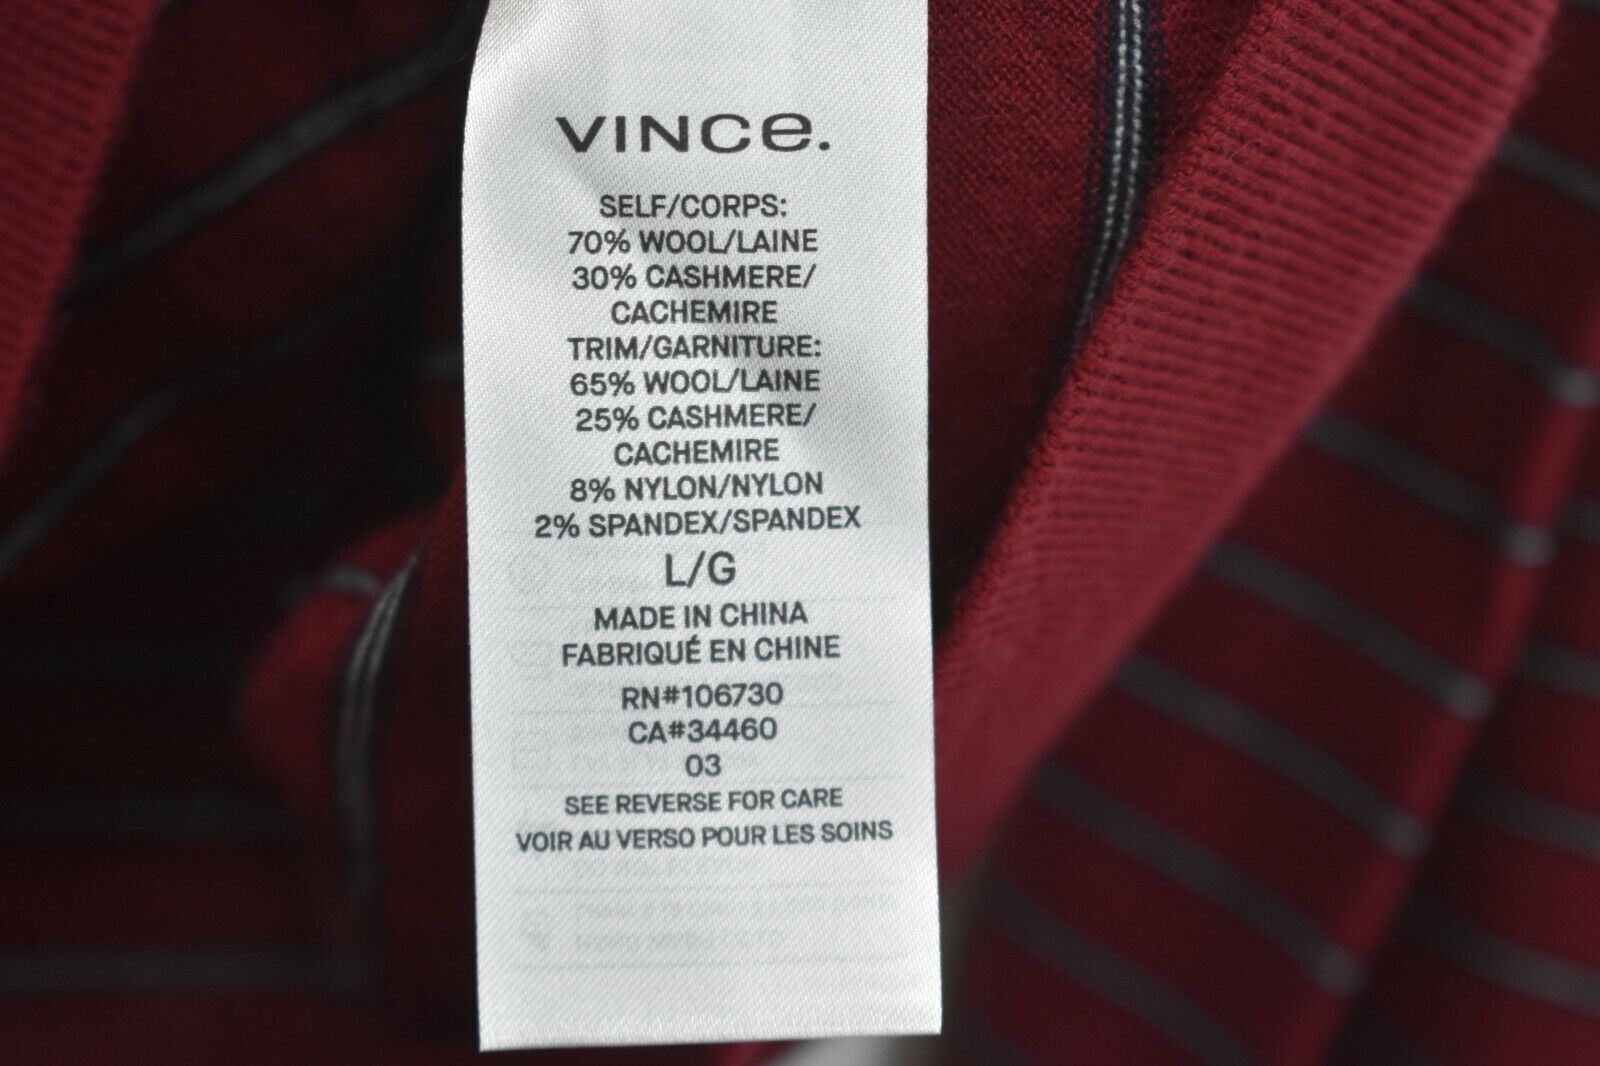 VINCe.
SELF/CORPS:
70% WOOL/LAINE
30% CASHMERE/
CACHEMIRE
TRIM/GARNITURE:
65% WOOL/LAINE
25% CASHMERE/
CACHEMIRE
8% NYLON/NYLON
2% SPANDEX/SPANDEX
L/G
MADE IN CHINA
FABRIQUÉ EN CHINE
RN#106730
CA#34460
03
SEE REVERSE FOR CARE
VOIR AU VERSO POUR LES SOINS